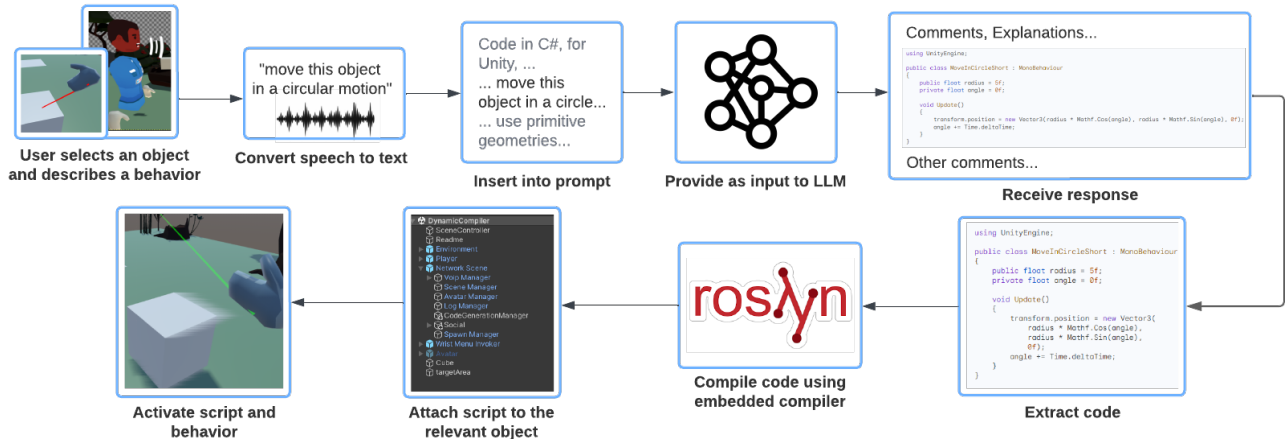 "move this object
in a circular motion"
Code in C#, for
Unity, ...
... move this
object in a circle...
... use primitive
geometries...
Comments, Explanations...
using UnityEngine;
public class MoveInCircleShort : MonoBehaviour
{
public float radius = 5f;
private float angle = 0f;
void Update()
{
transform.position = new Vector3(radius * Mathf.Cos(angle), radius * Mathf.Sin(angle), 0f);
angle += Time.deltaTime;
}
}
Other comments...
User selects an object
and describes a behavior
Convert speech to text
Insert into prompt
Provide as input to LLM
Receive response
DynamicCompiler
SceneController
Readme
Environment
Player
Network Scene
Voip Manager
Scene Manager
Avatar Manager
Log Manager
CodeGenerationManager
Social
Spawn Manager
Wrist Menu Invoker
Avatar
Cube
targetArea
roslyn
using UnityEngine;
public class MoveInCircleShort : MonoBehaviour
{
public float radius = 5f;
private float angle = 0f;
void Update()
{
transform.position = new Vector3(
radius * Mathf.Cos(angle),
radius * Mathf.Sin(angle),
0f);
angle += Time.deltaTime;
}
}
Activate script and
behavior
Attach script to the
relevant object
Compile code using
embedded compiler
Extract code